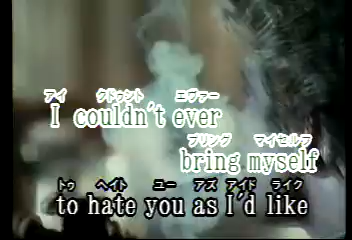 アイ クドゥント エヴァー
I couldn't ever
ブリング マイセルフ
bring myself
トゥ ヘイト ユー アズ アイド ライク
to hate you as I'd like